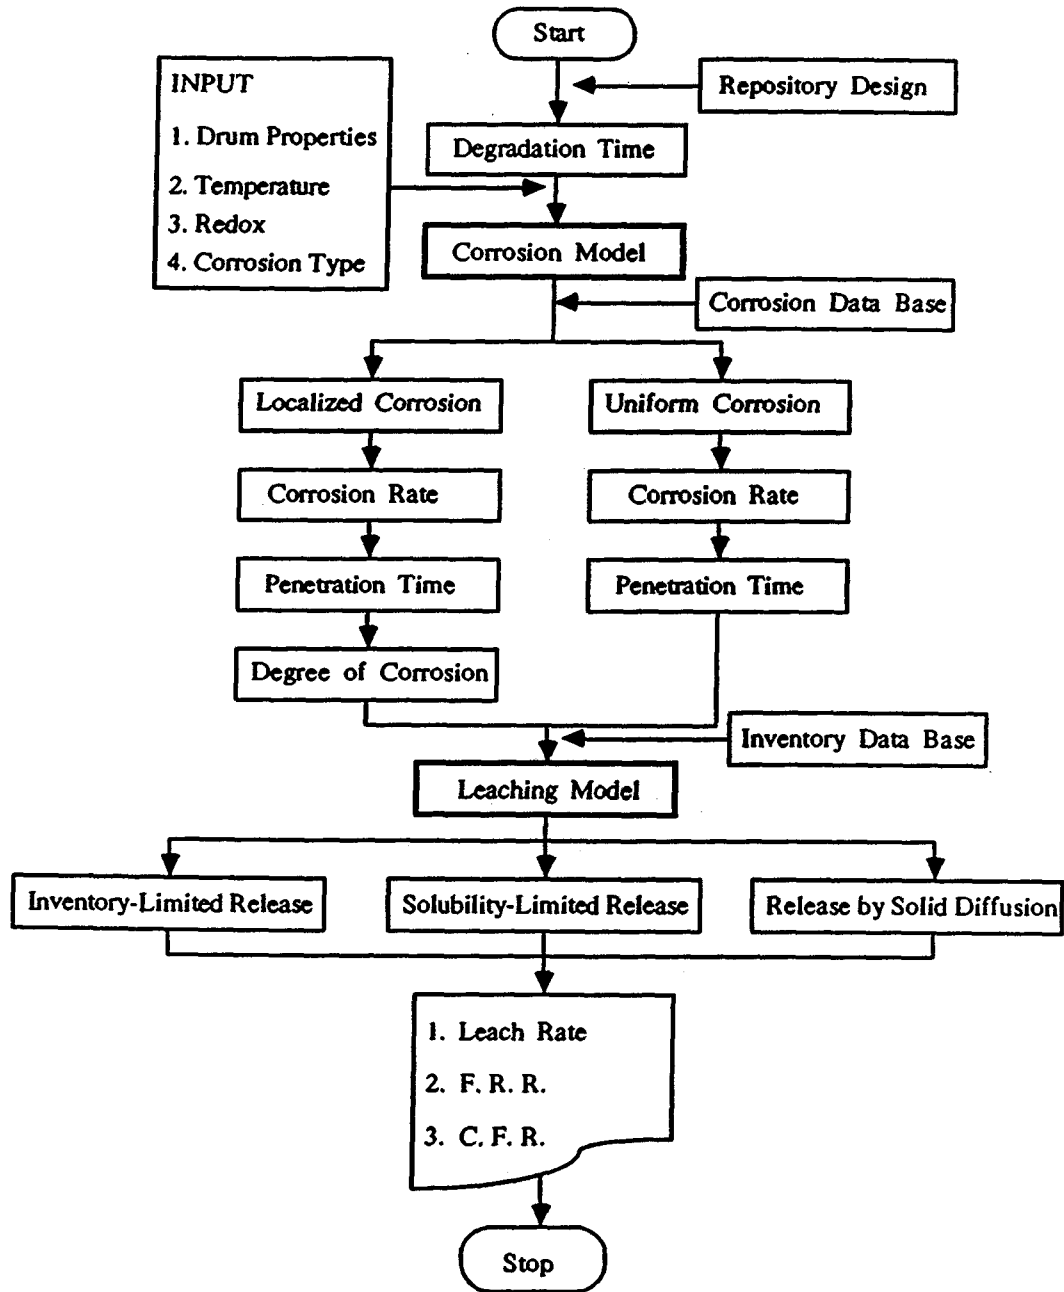 Start
INPUT
1. Drum Properties
2. Temperature
3. Redox
4. Corrosion Type
Repository Design
Degradation Time
Corrosion Model
Corrosion Data Base
Localized Corrosion
Uniform Corrosion
Corrosion Rate
Corrosion Rate
Penetration Time
Penetration Time
Degree of Corrosion
Inventory Data Base
Leaching Model
Inventory-Limited Release
Solubility-Limited Release
Release by Solid Diffusion
1. Leach Rate
2. F. R. R.
3. C. F. R.
Stop